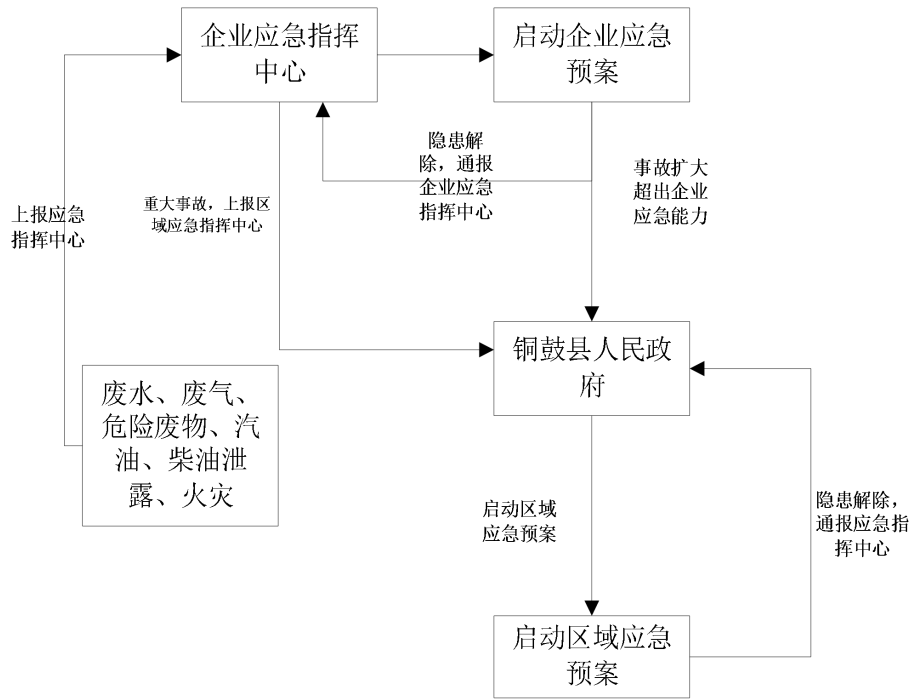 企业应急指挥
中心
启动企业应急
预案
隐患解
除，通报
企业应急
指挥中心
事故扩大
超出企业
应急能力
重大事故，上报区
域应急指挥中心
上报应急
指挥中心
铜鼓县人民政
府
废水、废气、
危险废物、汽
油、柴油泄
露、火灾
启动区域
应急预案
隐患解除，
通报应急指
挥中心
启动区域应急
预案